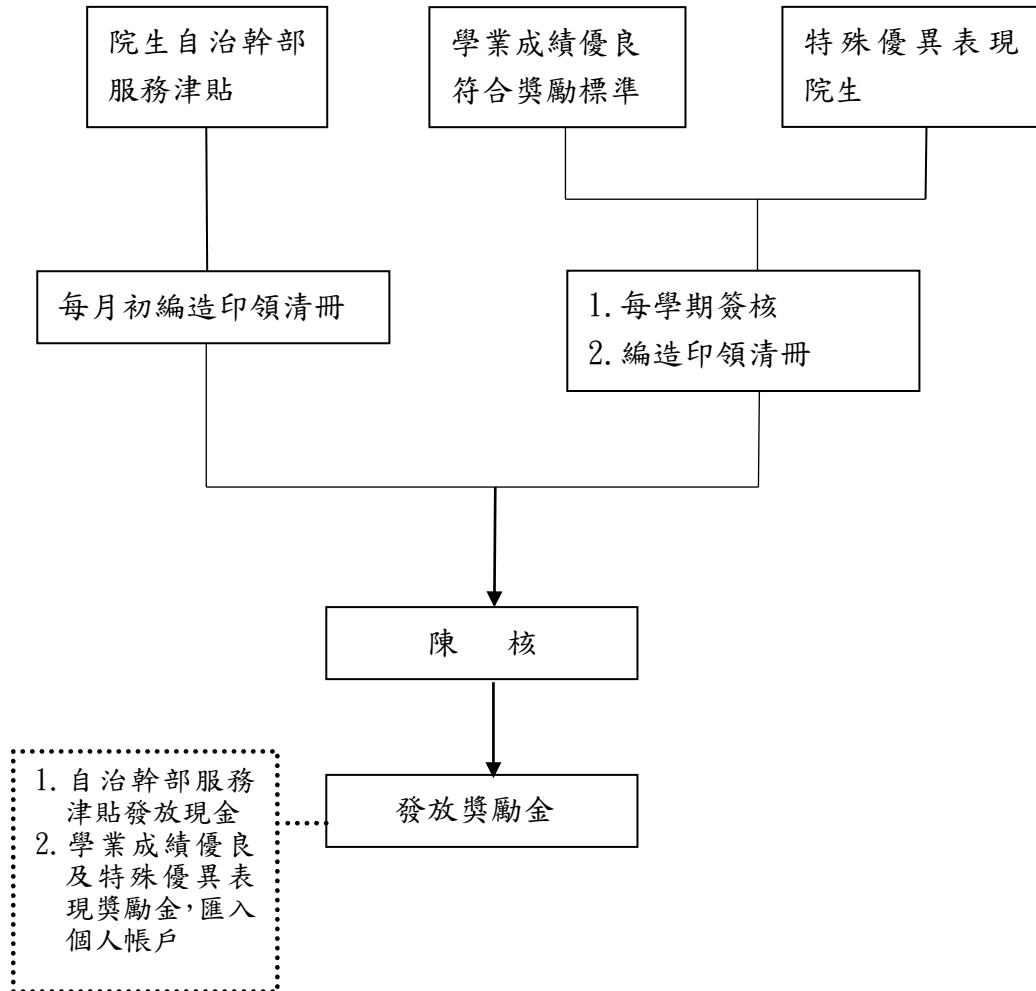 院生自治幹部
服務津貼
學業成績優良
符合獎勵標準
特殊優異表現
院生
每月初編造印領清冊
1. 每學期簽核
2. 編造印領清冊
陳 核
發放獎勵金
1. 自治幹部服務
津貼發放現金
2. 學業成績優良
及特殊優異表
現獎勵金，匯入
個人帳戶